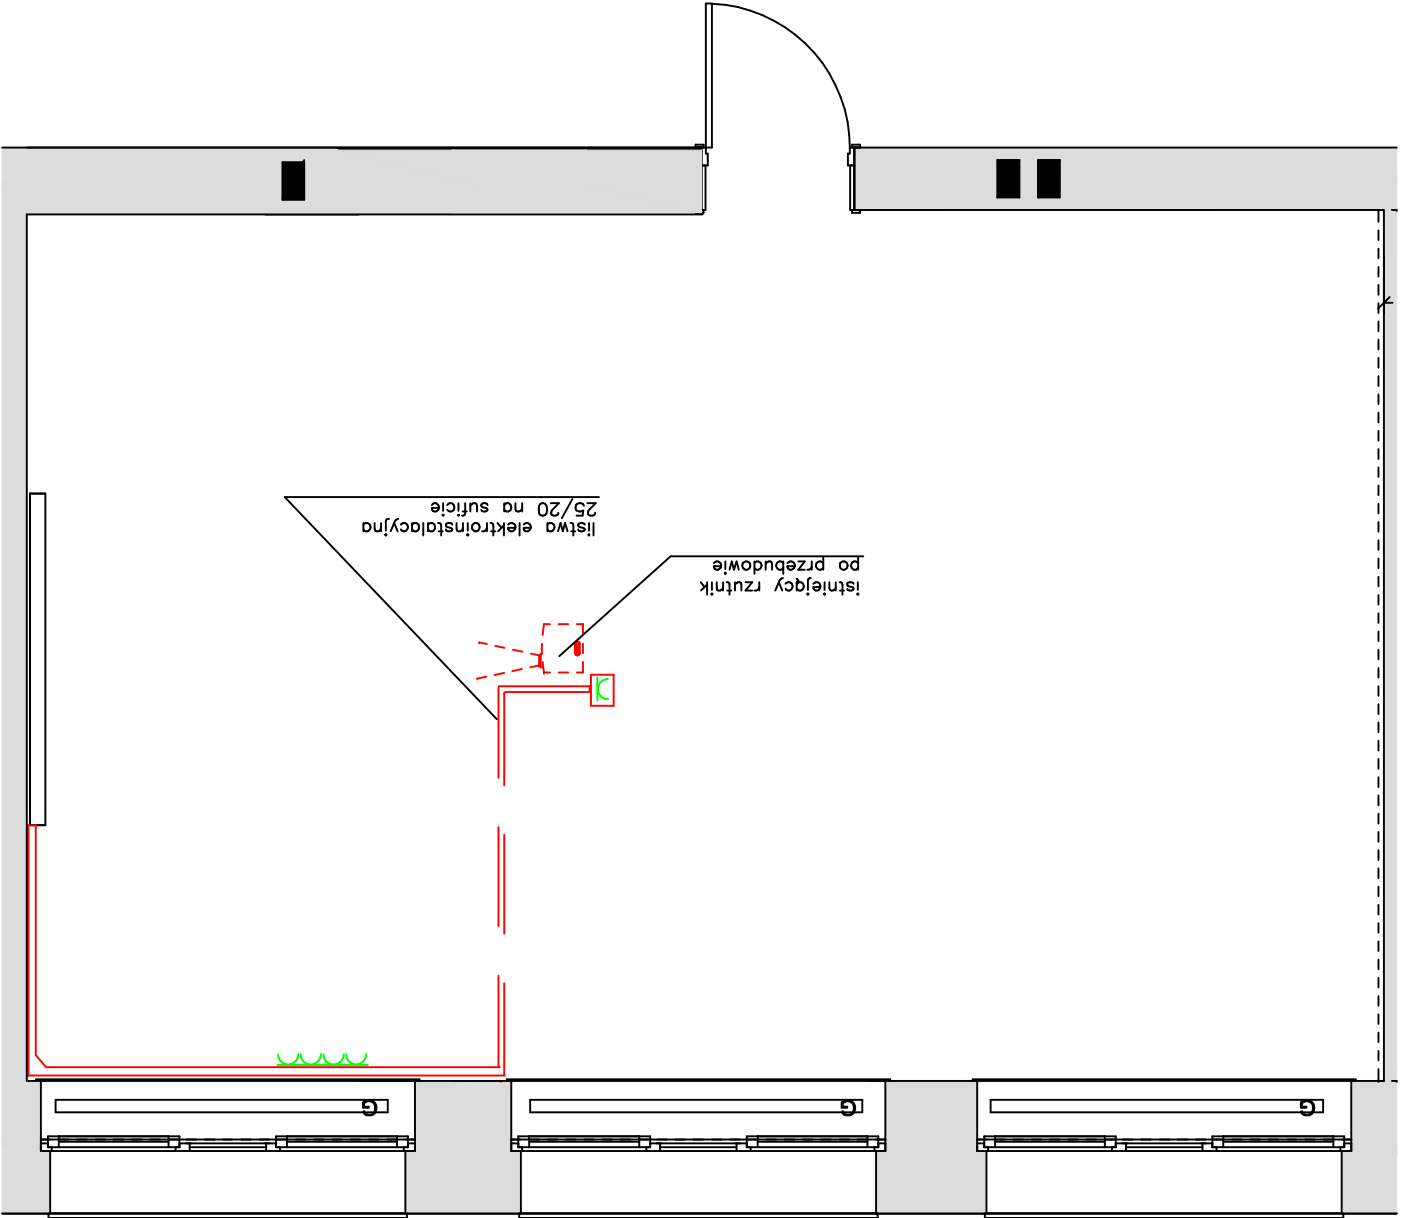 listwa elektroinstalacyjna
25/20 na suficie
istniejący rzutnik
po przebudowie
G
G
G